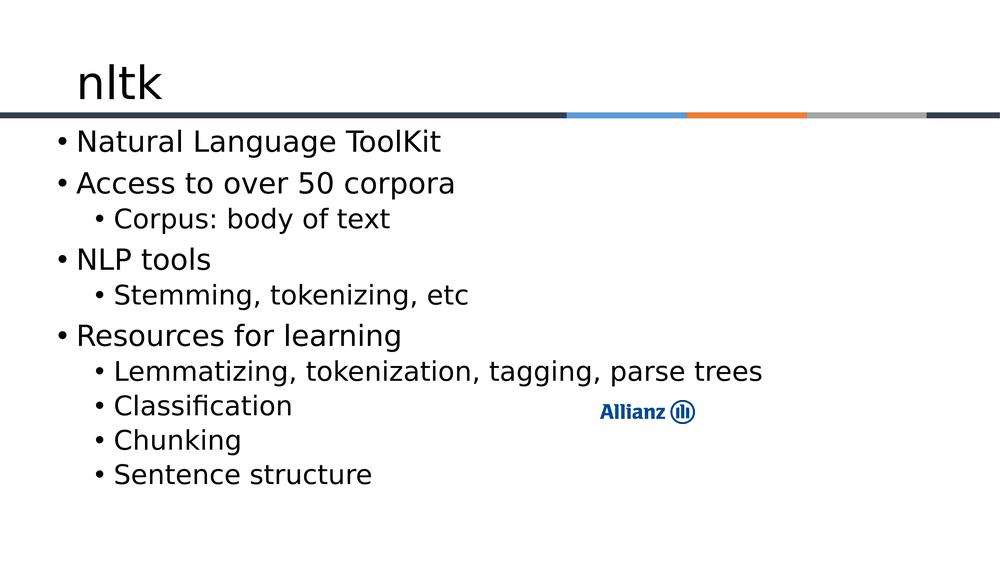 nltk
• Natural Language ToolKit
• Access to over 50 corpora
• Corpus: body of text
• NLP tools
• Stemming, tokenizing, etc
• Resources for learning
• Lemmatizing, tokenization, tagging, parse trees
• Classification
Allianz
• Chunking
• Sentence structure